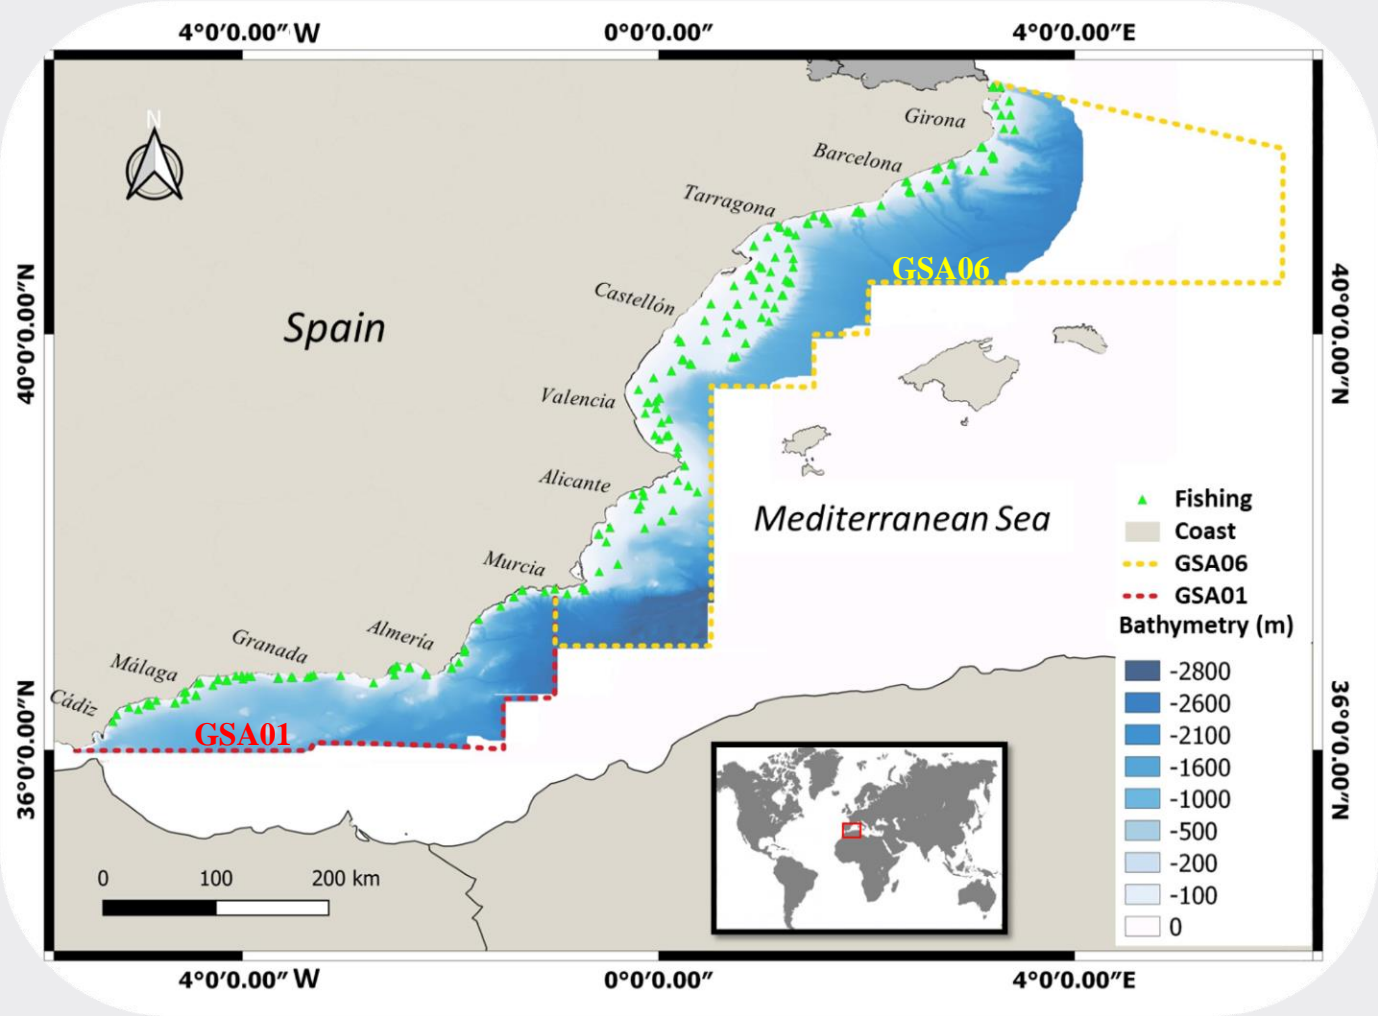 4°0′0.00″ W
0°0′0.00″
4°0′0.00″E
N
Girona
Barcelona
Tarragona
GSA06
40°0′0.00″N
40°0′0.00″N
Castellón
Spain
Valencia
Alicante
Mediterranean Sea
Murcia
Almería
Granada
Málaga
Cádiz
GSA01
36°0′0.00″N
36°0′0.00″N
Fishing
Coast
GSA06
GSA01
Bathymetry (m)
-2800
-2600
-2100
-1600
-1000
-500
-200
-100
0
0 100 200 km
4°0′0.00″ W
0°0′0.00″
4°0′0.00″E